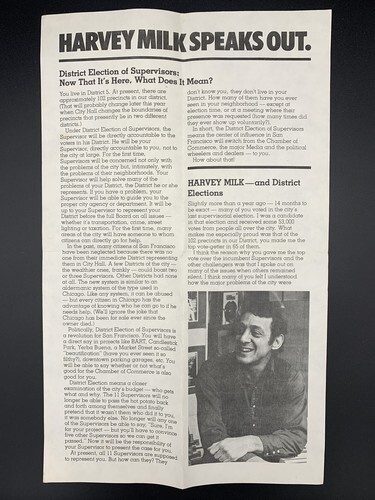 HARVEY MILK SPEAKS OUT.
District Election of Supervisors:
Now That It's Here, What Does It Mean?
You live in District 5. At present, there are
approximately 102 precincts in our district.
(That will probably change later this year
when City Hall changes the boundaries of
precincts that presently lie in two different
districts.)
Under District Election of Supervisors, the
Supervisor will be directly accountable to the
voters in his District. He will be your
Supervisor, directly accountable to you, not to
the city at large. For the first time,
Supervisors will be concerned not only with
the problems of the city but, intimately, with
the problems of their neighborhoods. Your
Supervisor will help solve many of the
problems of your District, the District he or she
represents. If you have a problem, your
Supervisor will be able to guide you to the
proper city agency or department. It will be
up to your Supervisor to represent your
District before the full Board on all issues —
whether it's transportation, crime, street
lighting or taxation. For the first time, many
areas of the city will have someone to whom
citizens can directly go for help.
In the past, many citizens of San Francisco
have been neglected because there was no
one from their immediate District representing
them in City Hall. A few Districts of the city —
the wealthier ones, frankly — could boast two
or three Supervisors. Other Districts had none
at all. The new system is similar to an
aldermanic system of the type used in
Chicago. Like any system, it can be abused
— but every citizen in Chicago has the
advantage of knowing who he can go to if he
needs help. (We'll ignore the joke that
Chicago has been for sale ever since the
owner died.)
Politically, District Election of Supervisors is
a revolution for San Francisco. You will have
a direct say in projects like BART, Candlestick
Park, Yerba Buena, a Market Street so-called
"beautification" (have you ever seen it so
filthy?), downtown parking garages, etc. You
will be able to say whether or not what's
good for the Chamber of Commerce is also
good for you.
District Election means a closer
examination of the city's budget — who gets
what and why. The 11 Supervisors will no
longer be able to pass the hot potato back
and forth among themselves and finally
pretend that it wasn't them who did it to you,
it was somebody else. No longer will any one
of the Supervisors be able to say, "Sure, I'm
for your project — but you'll have to convince
five other Supervisors so we can get it
passed." Now it will be the responsibility of
your Supervisor to present the case for you.
At present, all 11 Supervisors are supposed
to represent you. But how can they? They
don't know you, they don't live in your
District. How many of them have you ever
seen in your neighborhood — except at
election time, or at a meeting where their
presence was requested (how many times did
they ever show up voluntarily?).
In short, the District Election of Supervisors
means the center of influence in San
Francisco will switch from the Chamber of
Commerce, the major Media and the political
wheelers and dealers — to you.
How about that!
HARVEY MILK — and District
Elections
Slightly more than a year ago — 14 months to
be exact — many of you voted in the city's
last supervisorial election. I was a candidate
in that election and received some 53,000
votes from people all over the city. What
makes me especially proud was that of the
102 precincts in our District, you made me the
top vote-getter in 65 of them.
I think the reason why you gave me the top
vote over the incumbent Supervisors and the
other challengers was that I spoke out on
many of the issues when others remained
silent. I think many of you felt I understood
how the major problems of the city were